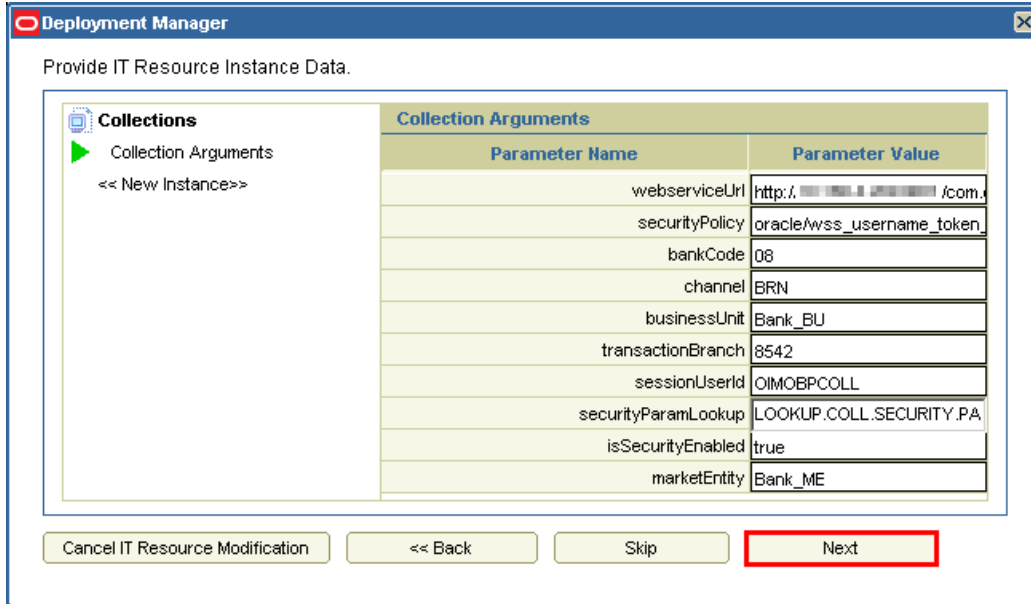 Deployment Manager
Provide IT Resource Instance Data.
Collections
Collection Arguments
<< New Instance>>
Collection Arguments
Parameter Name Parameter Value
webserviceUrl http:/. /com.
securityPolicy oracle/wss_username_token_
bankCode 08
channel BRN
businessUnit Bank_BU
transactionBranch 8542
sessionUserId OIMOBPCOLL
securityParamLookup LOOKUP.COLL.SECURITY.PA
isSecurityEnabled true
marketEntity Bank_ME
Cancel IT Resource Modification << Back Skip Next